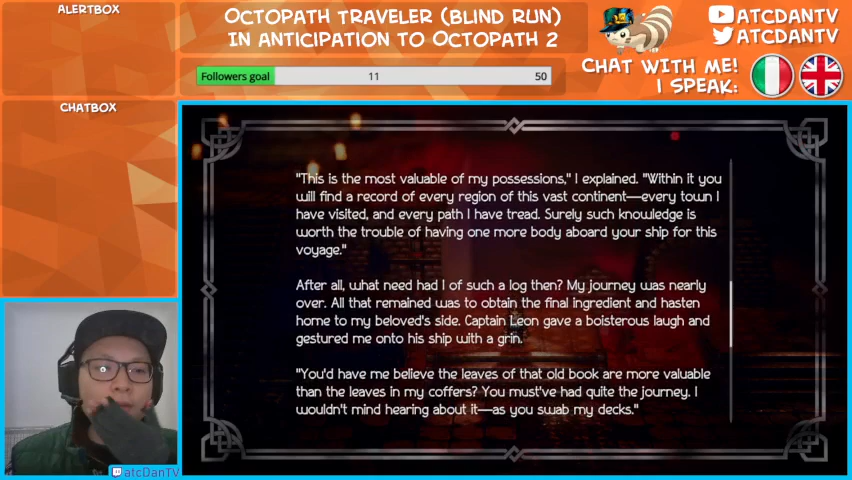 ALERTBOX
OCTOPATH TRAVELER (BLIND RUN)
IN ANTICIPATION TO OCTOPATH 2
ATCDANTV
ATCDANTV
Followers goal 11 50
CHAT WITH ME!
I SPEAK:
CHATBOX
"This is the most valuable of my possessions," I explained. "Within it you
will find a record of every region of this vast continent—every town I
have visited, and every path I have tread. Surely such knowledge is
worth the trouble of having one more body aboard your ship for this
voyage."
After all, what need had I of such a log then? My journey was nearly
over. All that remained was to obtain the final ingredient and hasten
home to my beloved's side. Captain Leon gave a boisterous laugh and
gestured me onto his ship with a grin.
"You'd have me believe the leaves of that old book are more valuable
than the leaves in my coffers? You must've had quite the journey. I
wouldn't mind hearing about it—as you swab my decks."
atcDanTV